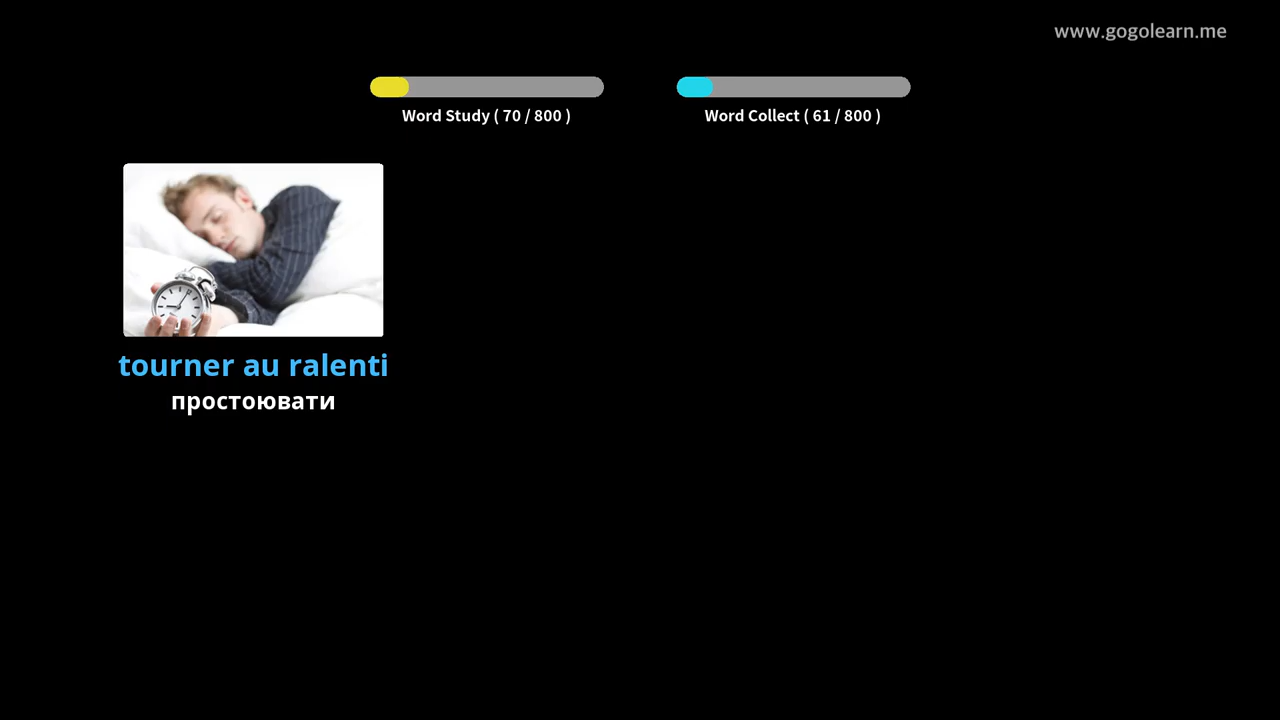 www.gogolearn.me
Word Study ( 70 / 800 )
Word Collect ( 61 / 800 )
tourner au ralenti
простоювати